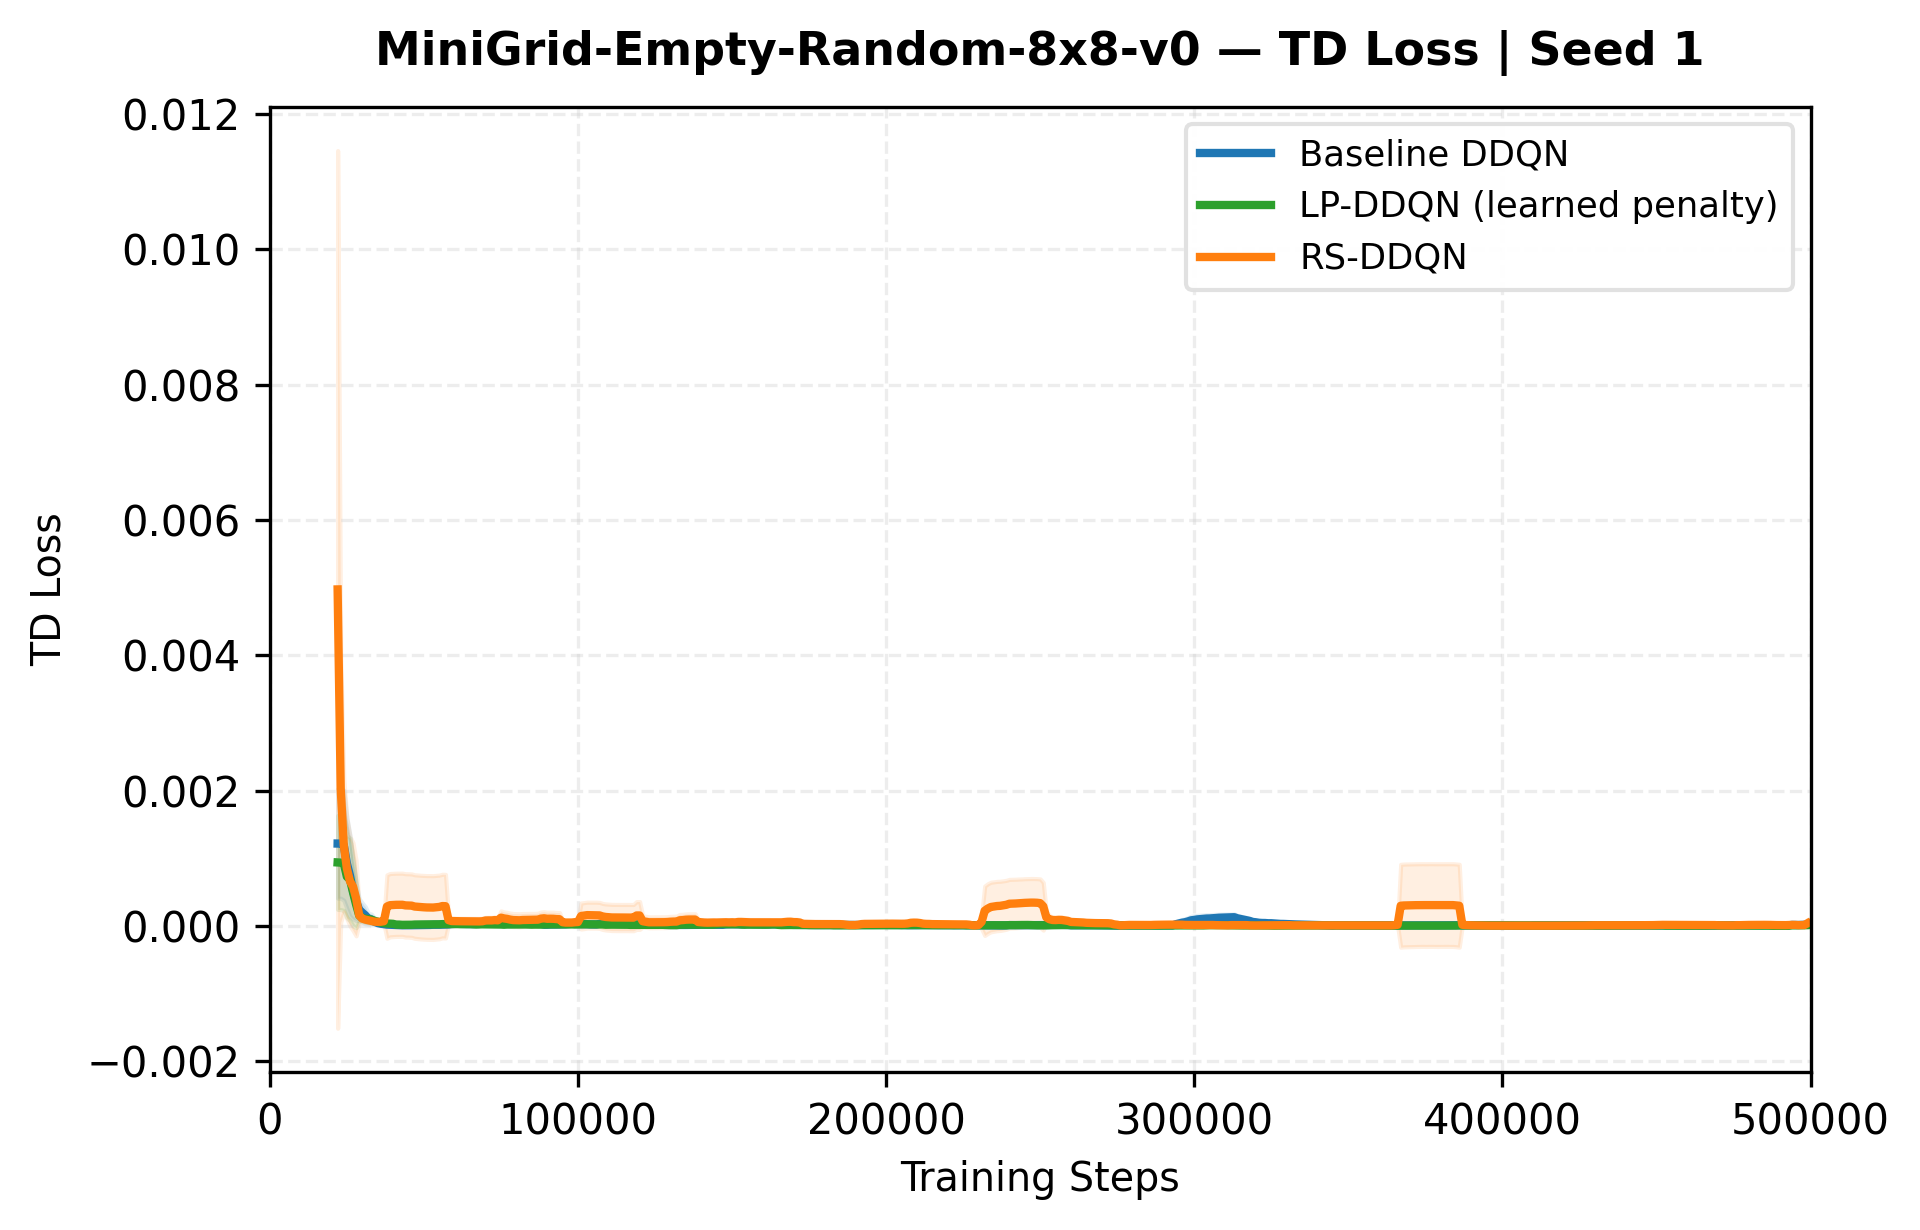 MiniGrid-Empty-Random-8x8-v0 — TD Loss | Seed 1
Baseline DDQN
LP-DDQN (learned penalty)
RS-DDQN
TD Loss
0.012
0.010
0.008
0.006
0.004
0.002
0.000
−0.002
0 100000 200000 300000 400000 500000
Training Steps